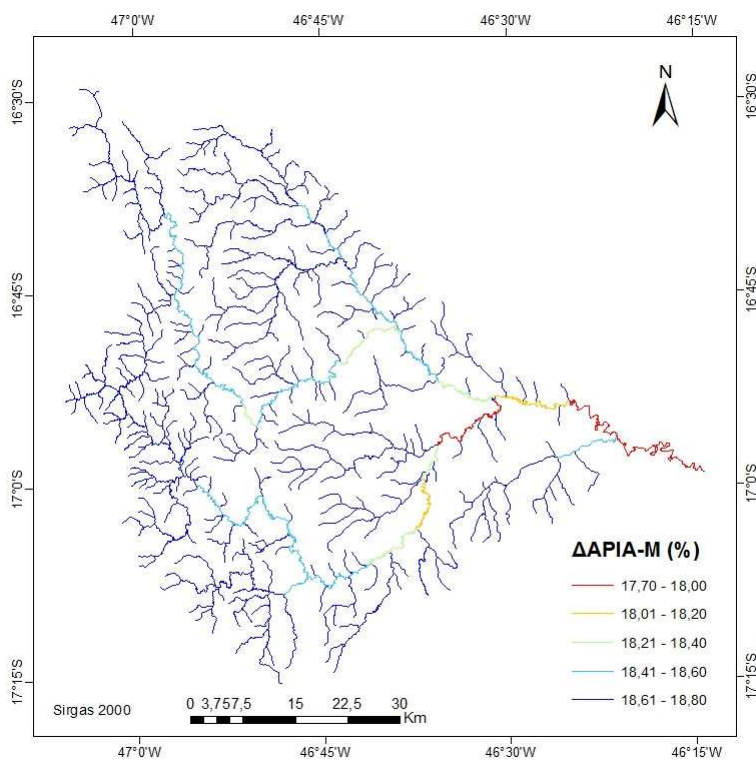 47°0'W 46°45'W 46°30'W 46°15'W
N
16°30'S 16°30'S
16°45'S 16°45'S
17°0'S 17°0'S
17°15'S 17°15'S
ΔAPIA-M (%)
17,70 - 18,00
18,01 - 18,20
18,21 - 18,40
18,41 - 18,60
18,61 - 18,80
Sirgas 2000
0 3,757,5 15 22,5 30
Km
47°0'W 46°45'W 46°30'W 46°15'W